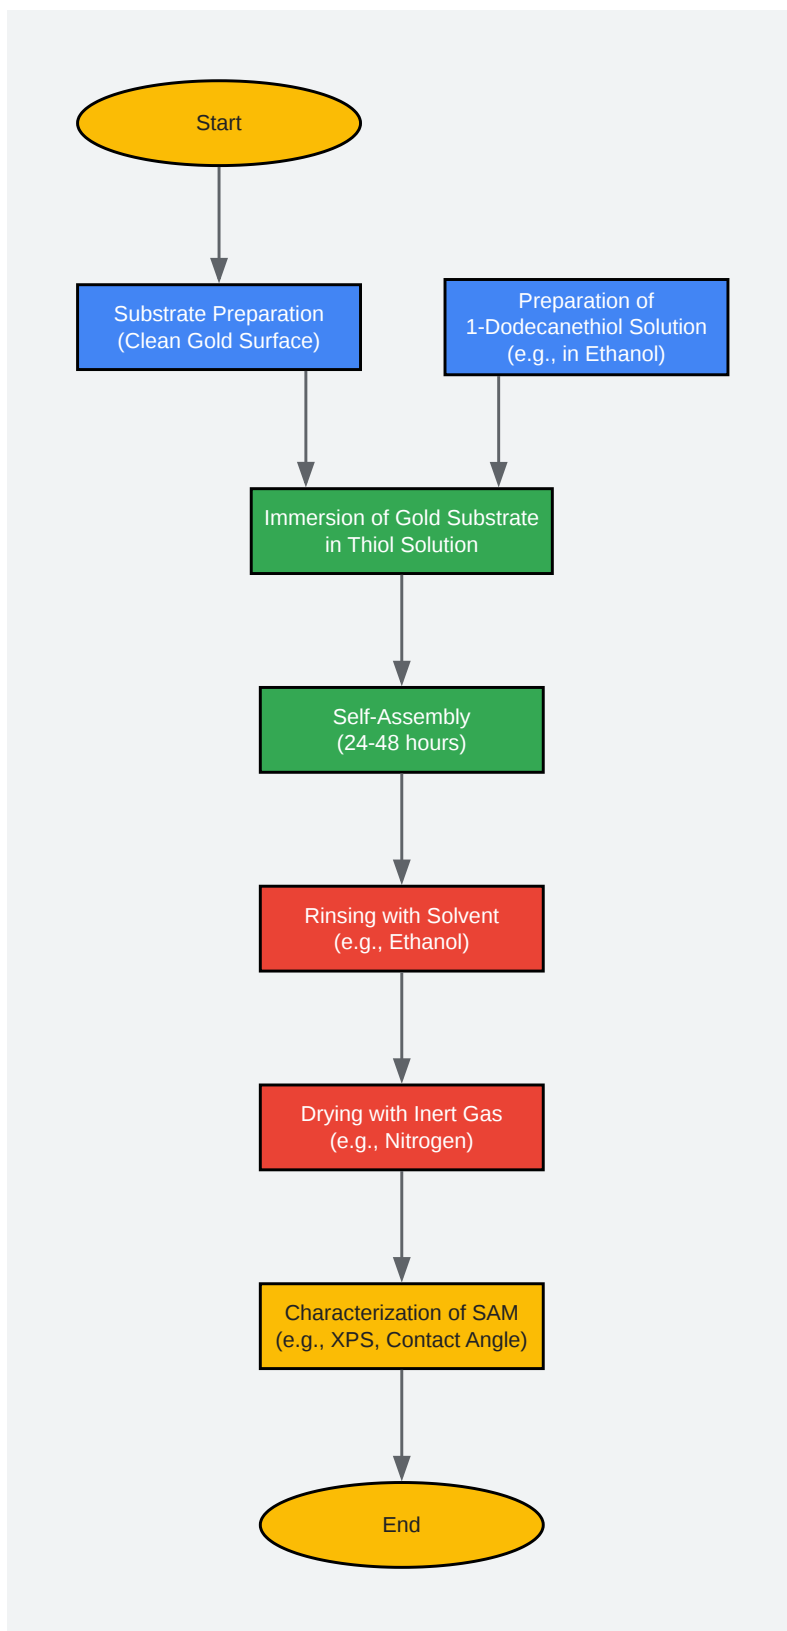 Start
Substrate Preparation
(Clean Gold Surface)
Preparation of
1-Dodecanethiol Solution
(e.g., in Ethanol)
Immersion of Gold Substrate
in Thiol Solution
Self-Assembly
(24-48 hours)
Rinsing with Solvent
(e.g., Ethanol)
Drying with Inert Gas
(e.g., Nitrogen)
Characterization of SAM
(e.g., XPS, Contact Angle)
End